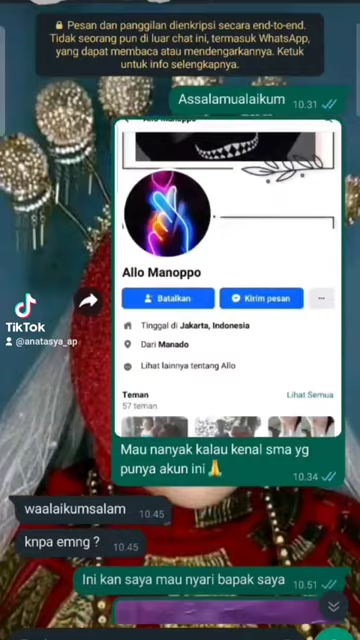 Pesan dan panggilan dienkripsi secara end-to-end.
Tidak seorang pun di luar chat ini, termasuk WhatsApp,
yang dapat membaca atau mendengarkannya. Ketuk
untuk info selengkapnya.
Assalamualaikum 10.31
Allo Manoppo
Allo Manoppo
Batalkan
Kirim pesan
Tinggal di Jakarta, Indonesia
Dari Manado
Lihat lainnya tentang Allo
Teman
Lihat Semua
57 teman
TikTok
@anatasya_ap
Mau nanyak kalau kenal sma yg
punya akun ini🙏 10.34
waalaikumsalam 10.45
knpa emng ? 10.45
Ini kan saya mau nyari bapak saya 10.51